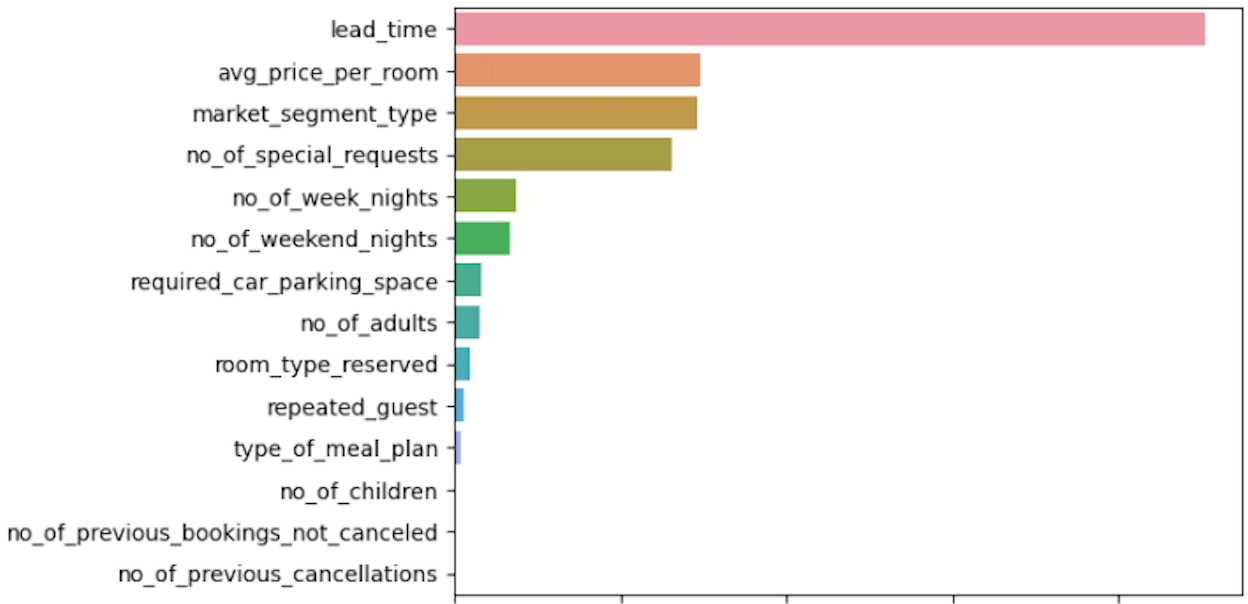 lead_time
avg_price_per_room
market_segment_type
no_of_special_requests
no_of_week_nights
no_of_weekend_nights
required_car_parking_space
no_of_adults
room_type_reserved
repeated_guest
type_of_meal_plan
no_of_children
no_of_previous_bookings_not_canceled
no_of_previous_cancellations